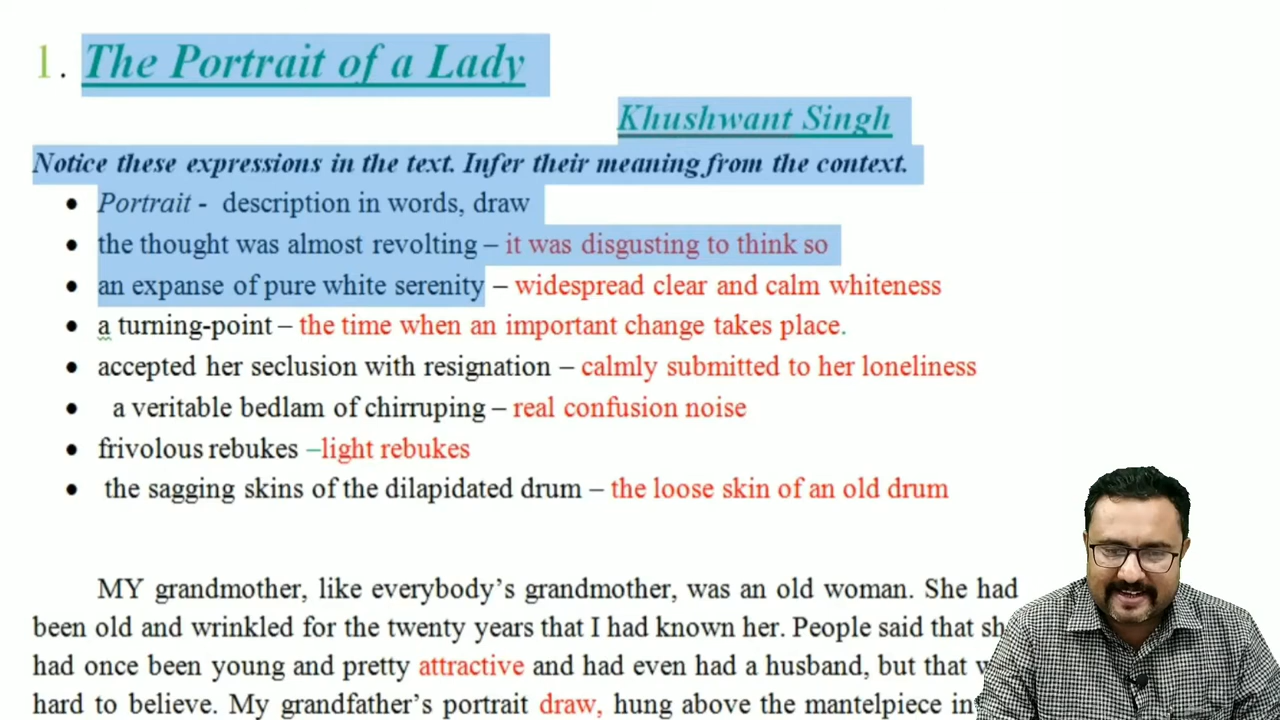 1. The Portrait of a Lady
Khushwant Singh
Notice these expressions in the text. Infer their meaning from the context.
• Portrait - description in words, draw
• the thought was almost revolting – it was disgusting to think so
• an expanse of pure white serenity – widespread clear and calm whiteness
• a turning-point – the time when an important change takes place.
• accepted her seclusion with resignation – calmly submitted to her loneliness
• a veritable bedlam of chirruping – real confusion noise
• frivolous rebukes –light rebukes
• the sagging skins of the dilapidated drum – the loose skin of an old drum
MY grandmother, like everybody's grandmother, was an old woman. She had
been old and wrinkled for the twenty years that I had known her. People said that
had once been young and pretty attractive and had even had a husband, but that
hard to believe. My grandfather's portrait draw, hung above the mantelpiece in